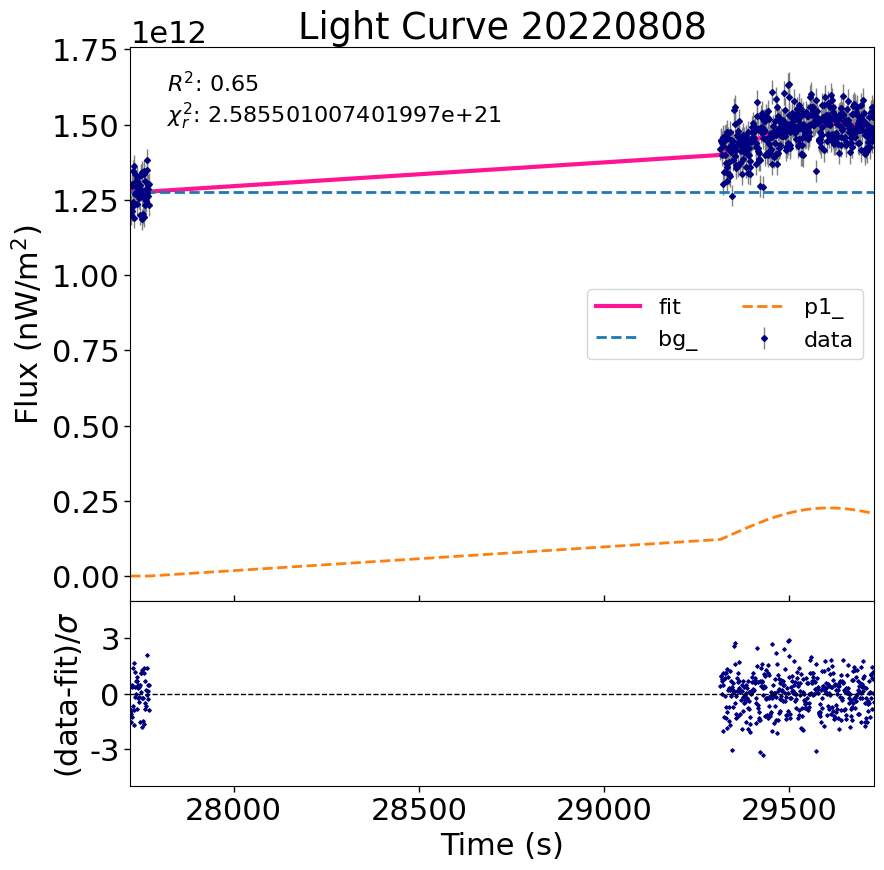 Light Curve 20220808
1e12
1.75
1.50
1.25
1.00
0.75
0.50
0.25
0.00
Flux (nW/m²)
R²: 0.65
χ²ᵣ: 2.585501007401997e+21
fit
bg_
p1_
data
3
0
-3
(data-fit)/σ
28000
28500
29000
29500
Time (s)